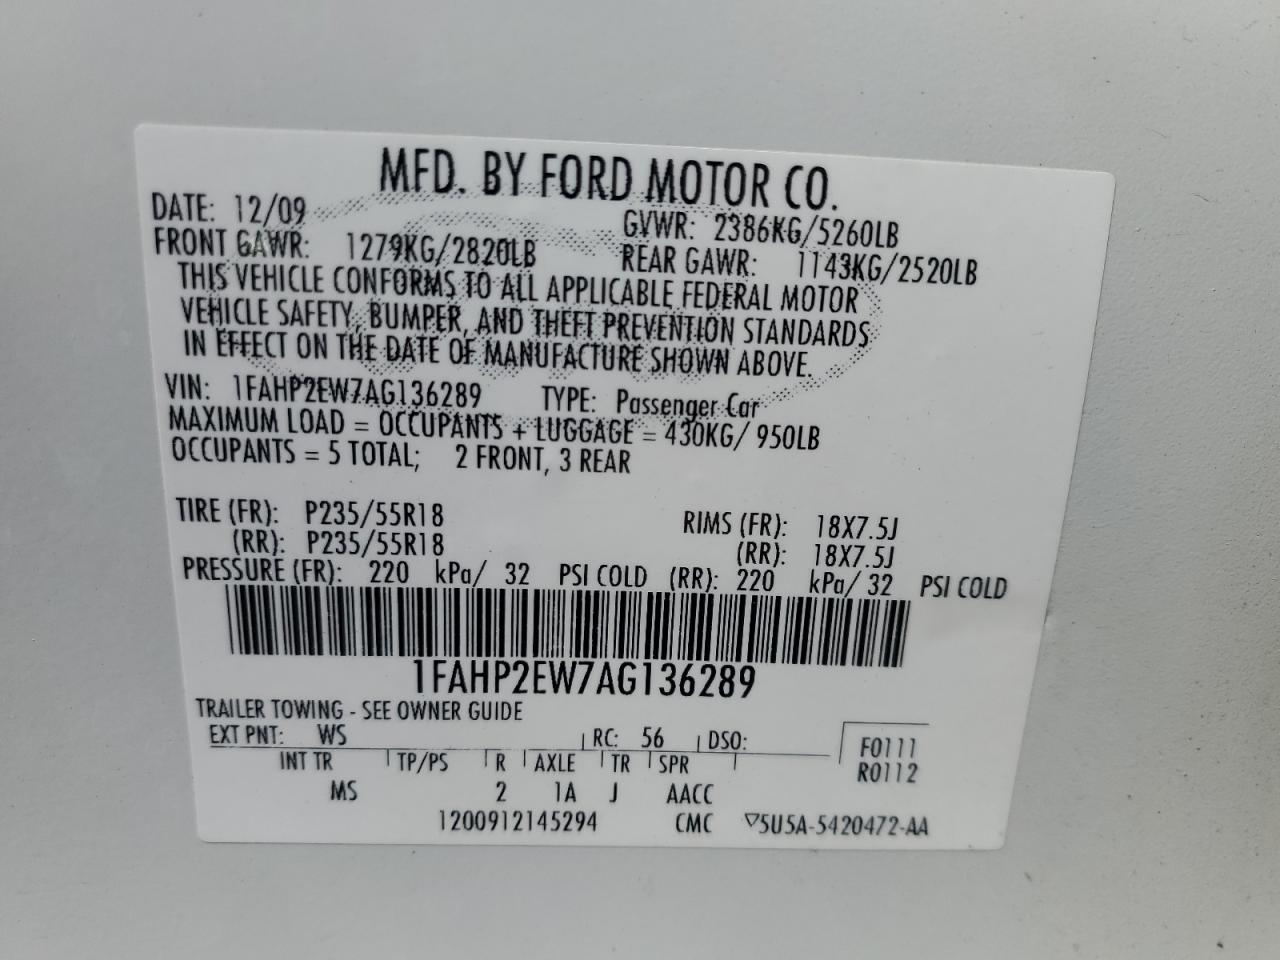 MFD. BY FORD MOTOR CO.
DATE: 12/09 GVWR: 2386KG/5260LB
FRONT GAWR: 1279KG/2820LB REAR GAWR: 1143KG/2520LB
THIS VEHICLE CONFORMS TO ALL APPLICABLE FEDERAL MOTOR
VEHICLE SAFETY, BUMPER, AND THEFT PREVENTION STANDARDS
IN EFFECT ON THE DATE OF MANUFACTURE SHOWN ABOVE.
VIN: 1FAHP2EW7AG136289 TYPE: Passenger Car
MAXIMUM LOAD = OCCUPANTS + LUGGAGE = 430KG/ 950LB
OCCUPANTS = 5 TOTAL; 2 FRONT, 3 REAR
TIRE (FR): P235/55R18 RIMS (FR): 18X7.5J
(RR): P235/55R18 (RR): 18X7.5J
PRESSURE (FR): 220 kPa/ 32 PSI COLD (RR): 220 kPa/ 32 PSI COLD
1FAHP2EW7AG136289
TRAILER TOWING - SEE OWNER GUIDE
EXT PNT: WS RC: 56 DSO: F0111
INT TR TP/PS R AXLE TR SPR R0112
MS 2 1A J AACC
1200912145294 CMC ▽5U5A-5420472-AA